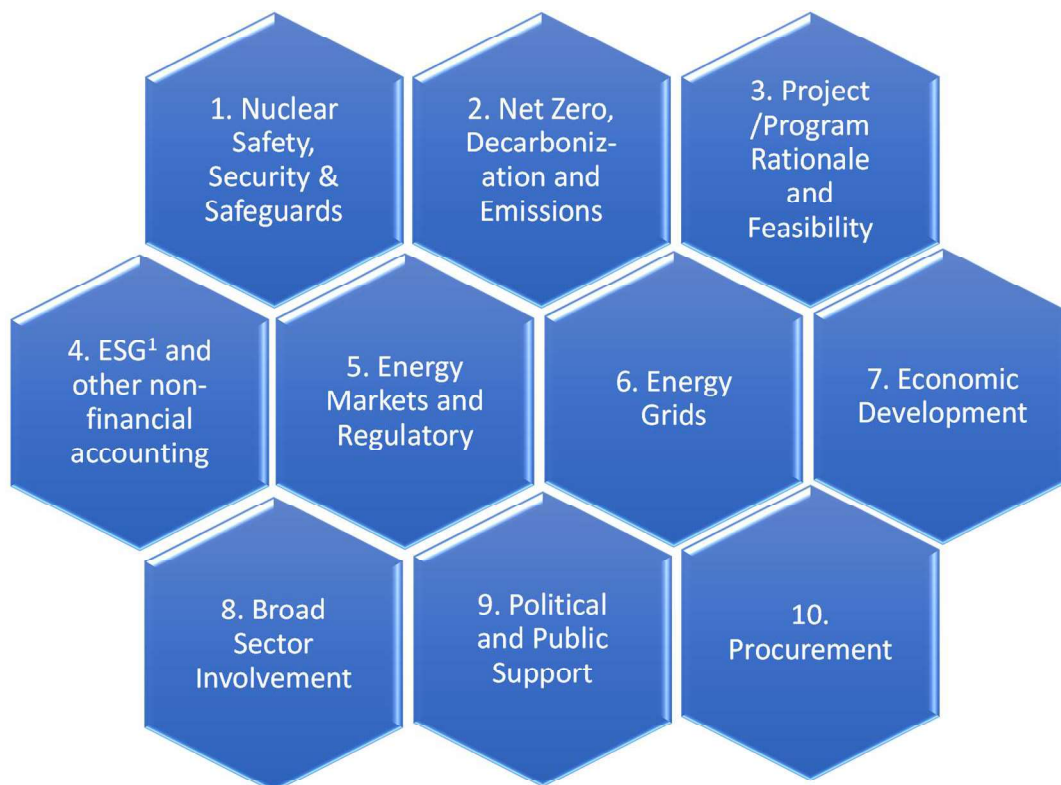 1. Nuclear
Safety,
Security &
Safeguards
2. Net Zero,
Decarboniz-
ation and
Emissions
3. Project
/Program
Rationale
and
Feasibility
4. ESG¹ and
other non-
financial
accounting
5. Energy
Markets and
Regulatory
6. Energy
Grids
7. Economic
Development
8. Broad
Sector
Involvement
9. Political
and Public
Support
10.
Procurement